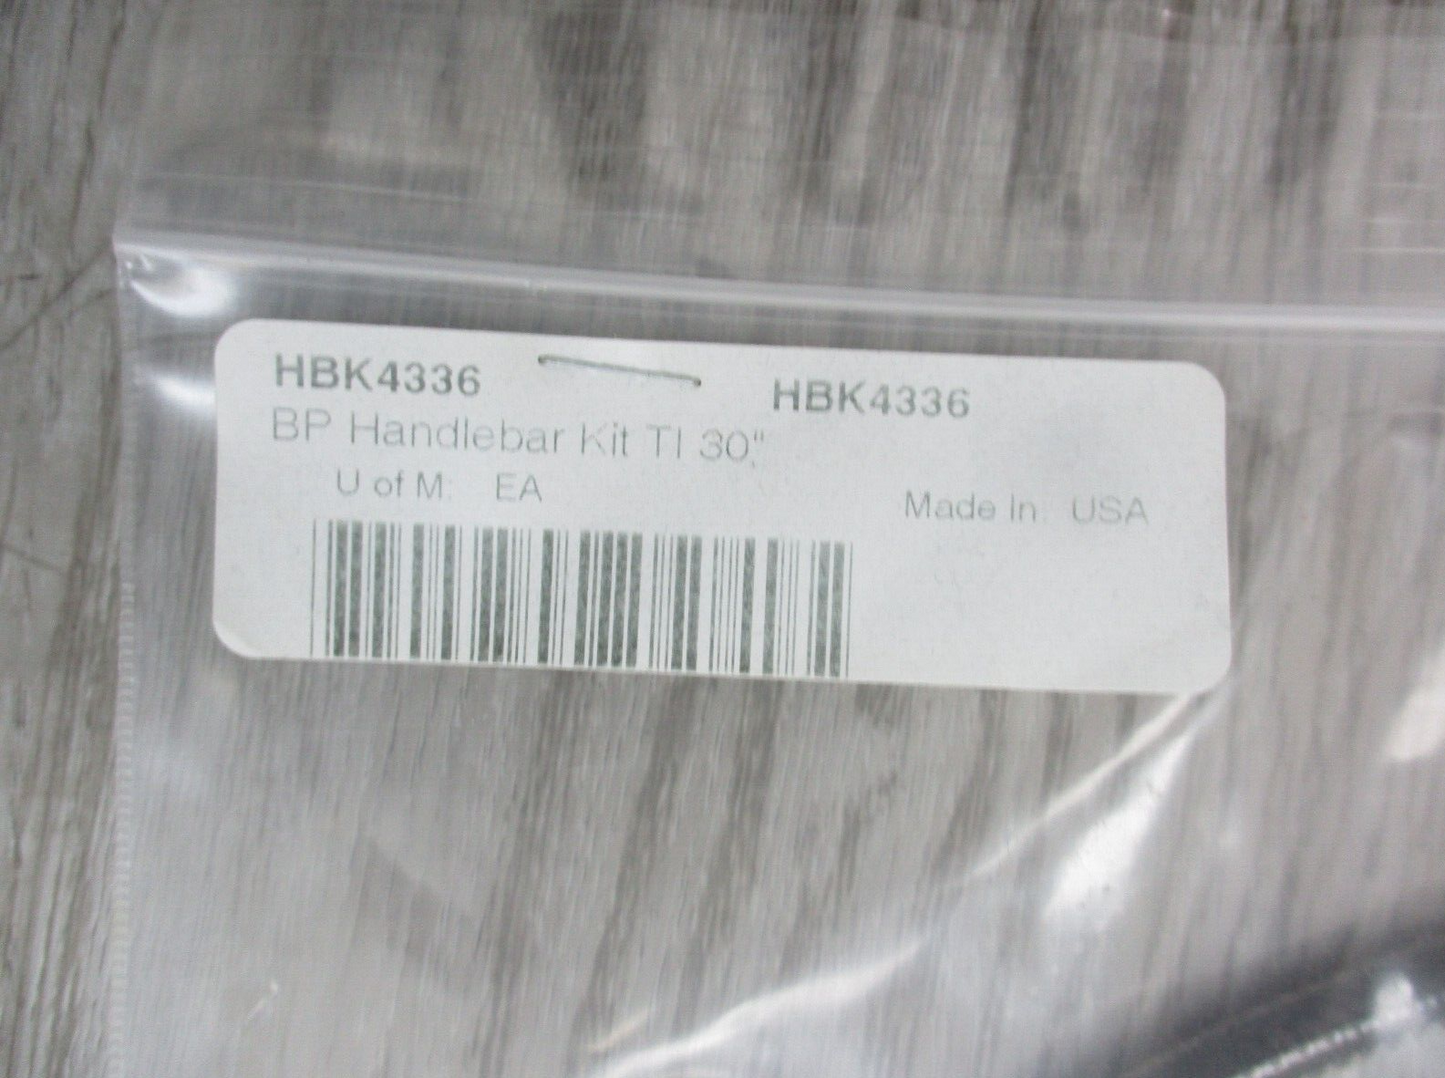 HBK4336 HBK4336
BP Handlebar Kit TI 30",
U of M: EA
Made In: USA